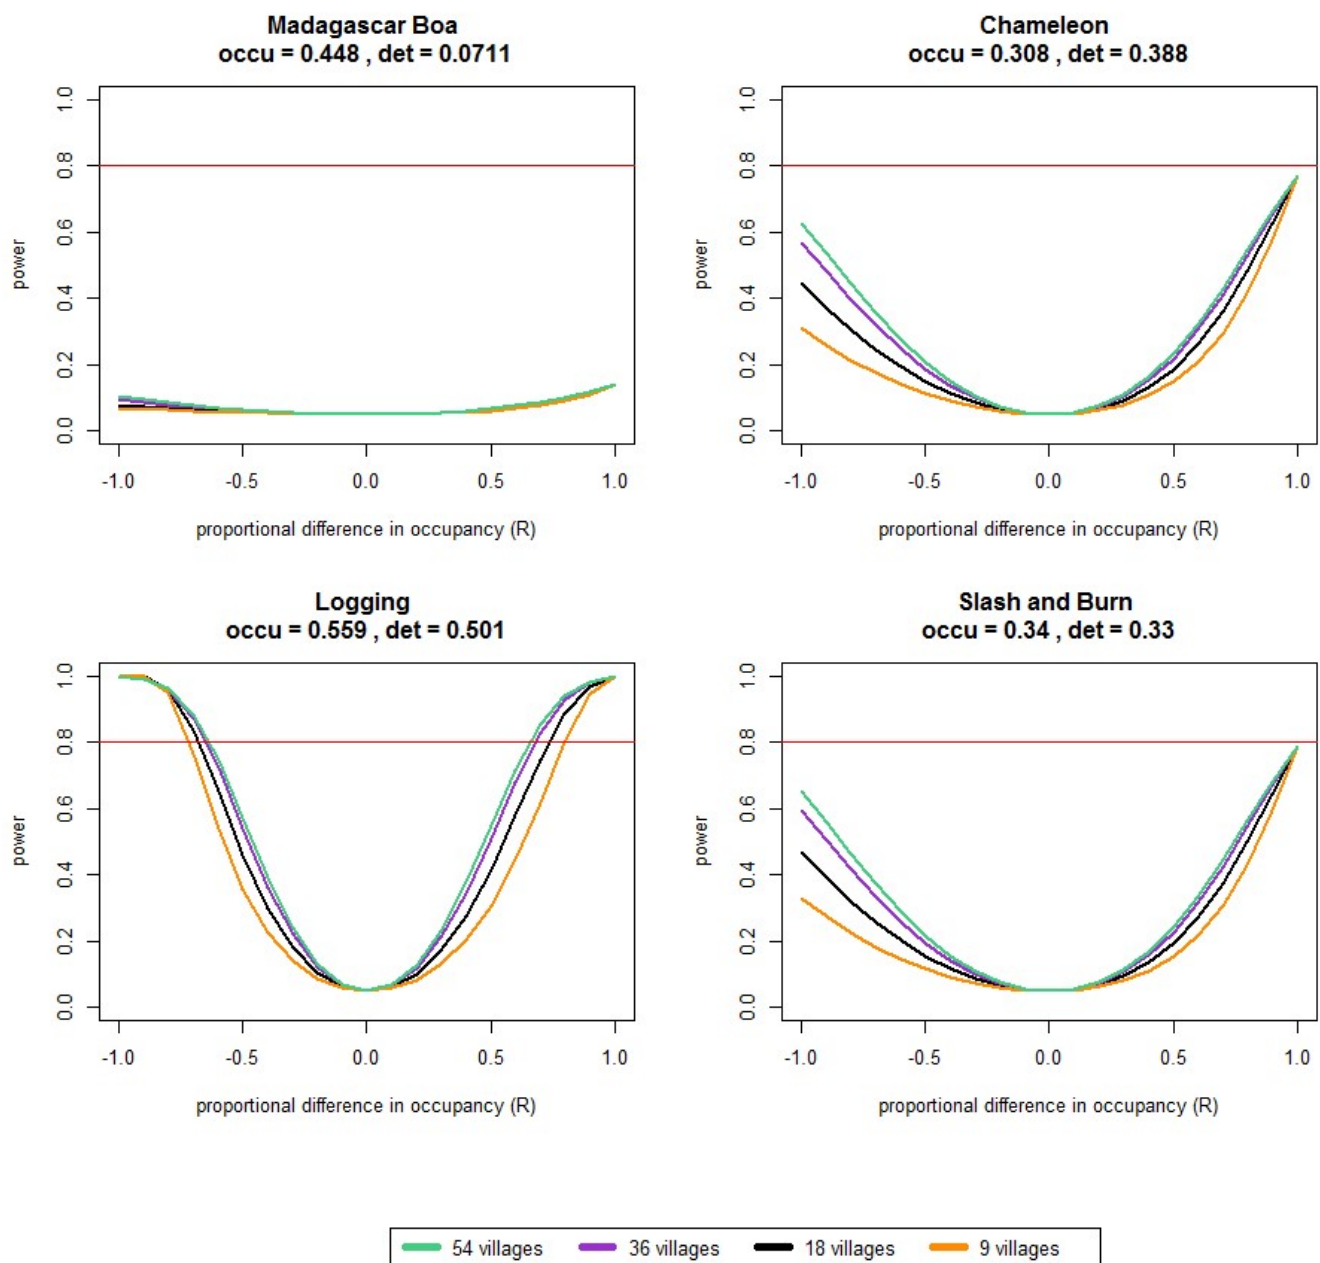 Madagascar Boa
occu = 0.448 , det = 0.0711
power
0.0 0.2 0.4 0.6 0.8 1.0
-1.0 -0.5 0.0 0.5 1.0
proportional difference in occupancy (R)
Chameleon
occu = 0.308 , det = 0.388
power
0.0 0.2 0.4 0.6 0.8 1.0
-1.0 -0.5 0.0 0.5 1.0
proportional difference in occupancy (R)
Logging
occu = 0.559 , det = 0.501
power
0.0 0.2 0.4 0.6 0.8 1.0
-1.0 -0.5 0.0 0.5 1.0
proportional difference in occupancy (R)
Slash and Burn
occu = 0.34 , det = 0.33
power
0.0 0.2 0.4 0.6 0.8 1.0
-1.0 -0.5 0.0 0.5 1.0
proportional difference in occupancy (R)
54 villages 36 villages 18 villages 9 villages